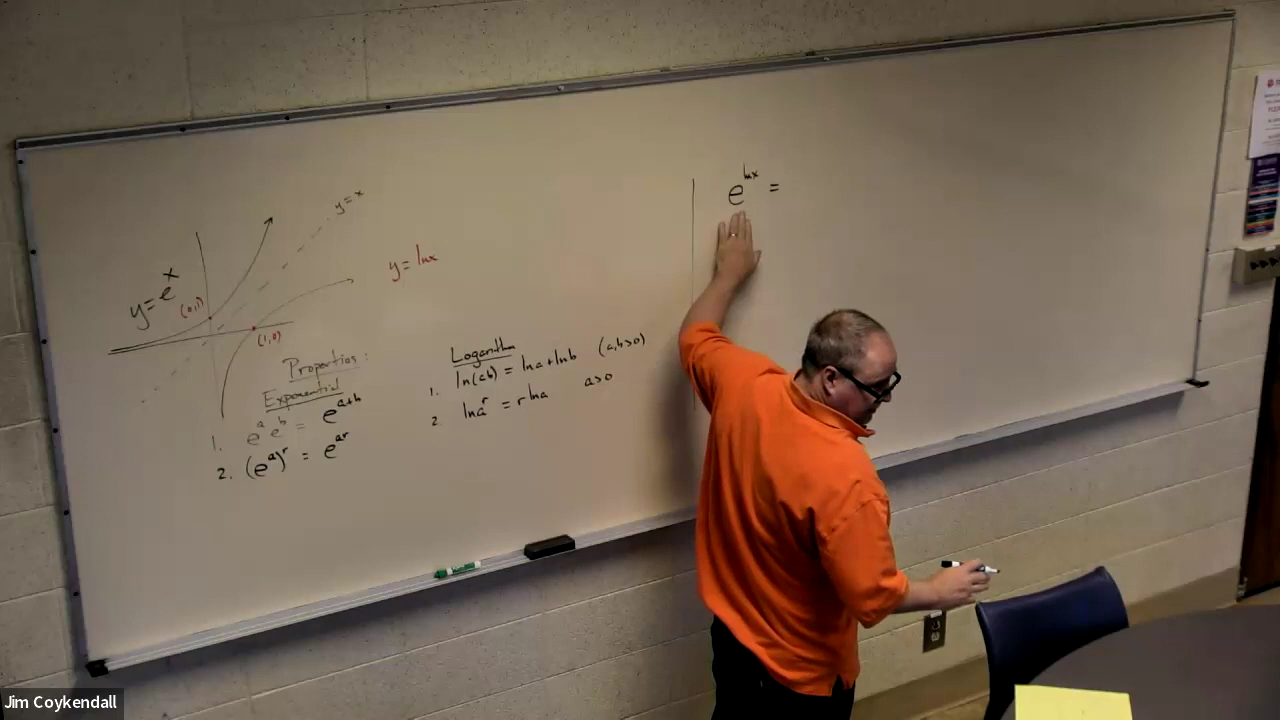 y=x
y=e^x
(0,1)
y=lnx
(1,0)
Properties:
Exponential
1. e^a e^b = e^{a+b}
2. (e^a)^r = e^{ar}
Logarithm
1. ln(ab) = lna+lnb (a,b>0)
2. lna^r = r lna a>0
e^{lnx} =
Jim Coykendall